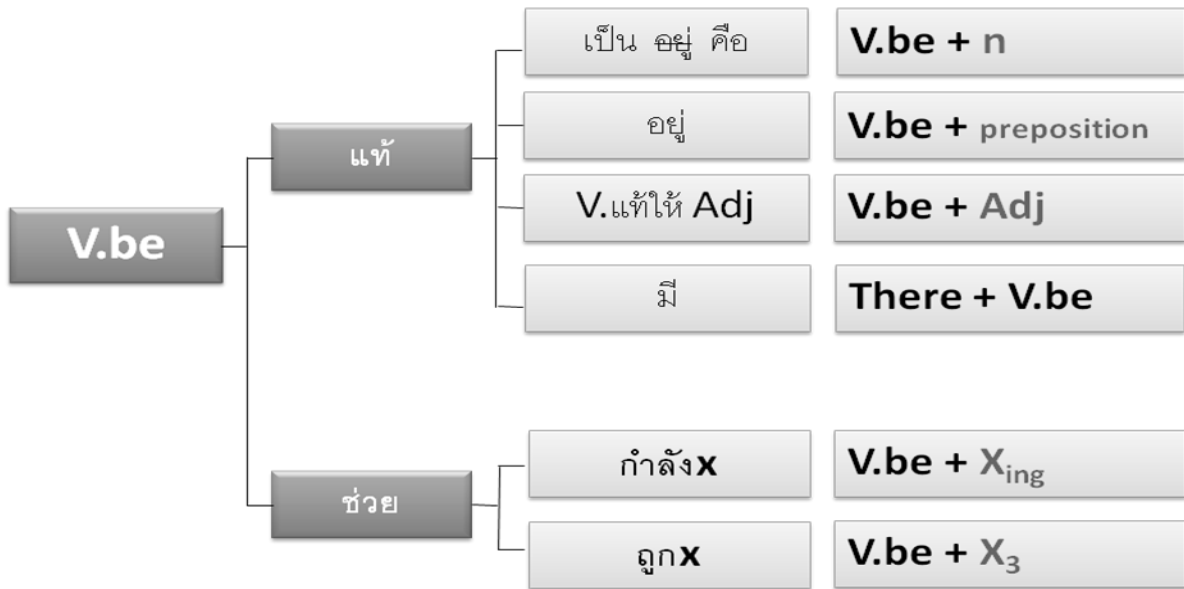 V.be
แท้
เป็น อยู่ คือ
V.be + n
อยู่
V.be + preposition
V.แท้ให้ Adj
V.be + Adj
มี
There + V.be
ช่วย
กำลังx
V.be + Xing
ถูกx
V.be + X3